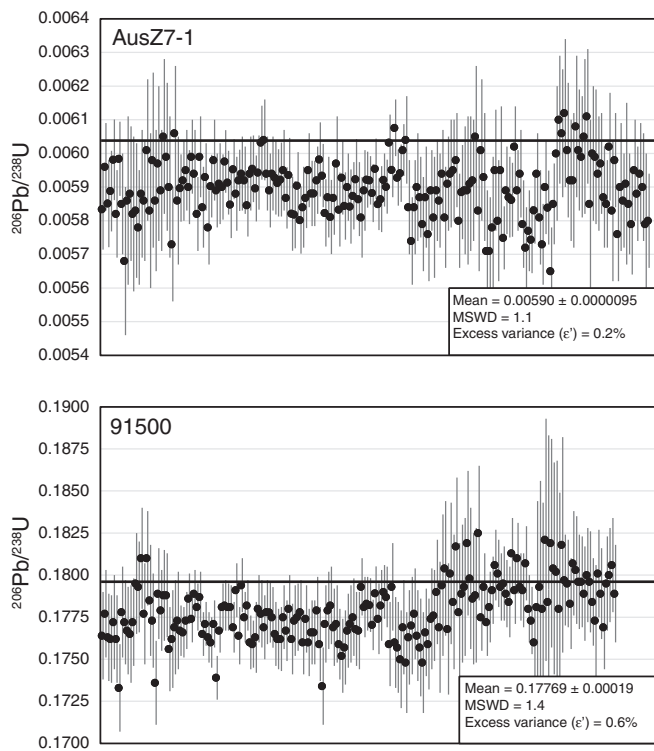 0.0064
AusZ7-1
0.0063
0.0062
0.0061
0.0060
0.0059
0.0058
0.0057
0.0056
0.0055
0.0054
²⁰⁶Pb/²³⁸U
Mean = 0.00590 ± 0.0000095
MSWD = 1.1
Excess variance (ε') = 0.2%
0.1900
91500
0.1875
0.1850
0.1825
0.1800
0.1775
0.1750
0.1725
0.1700
²⁰⁶Pb/²³⁸U
Mean = 0.17769 ± 0.00019
MSWD = 1.4
Excess variance (ε') = 0.6%